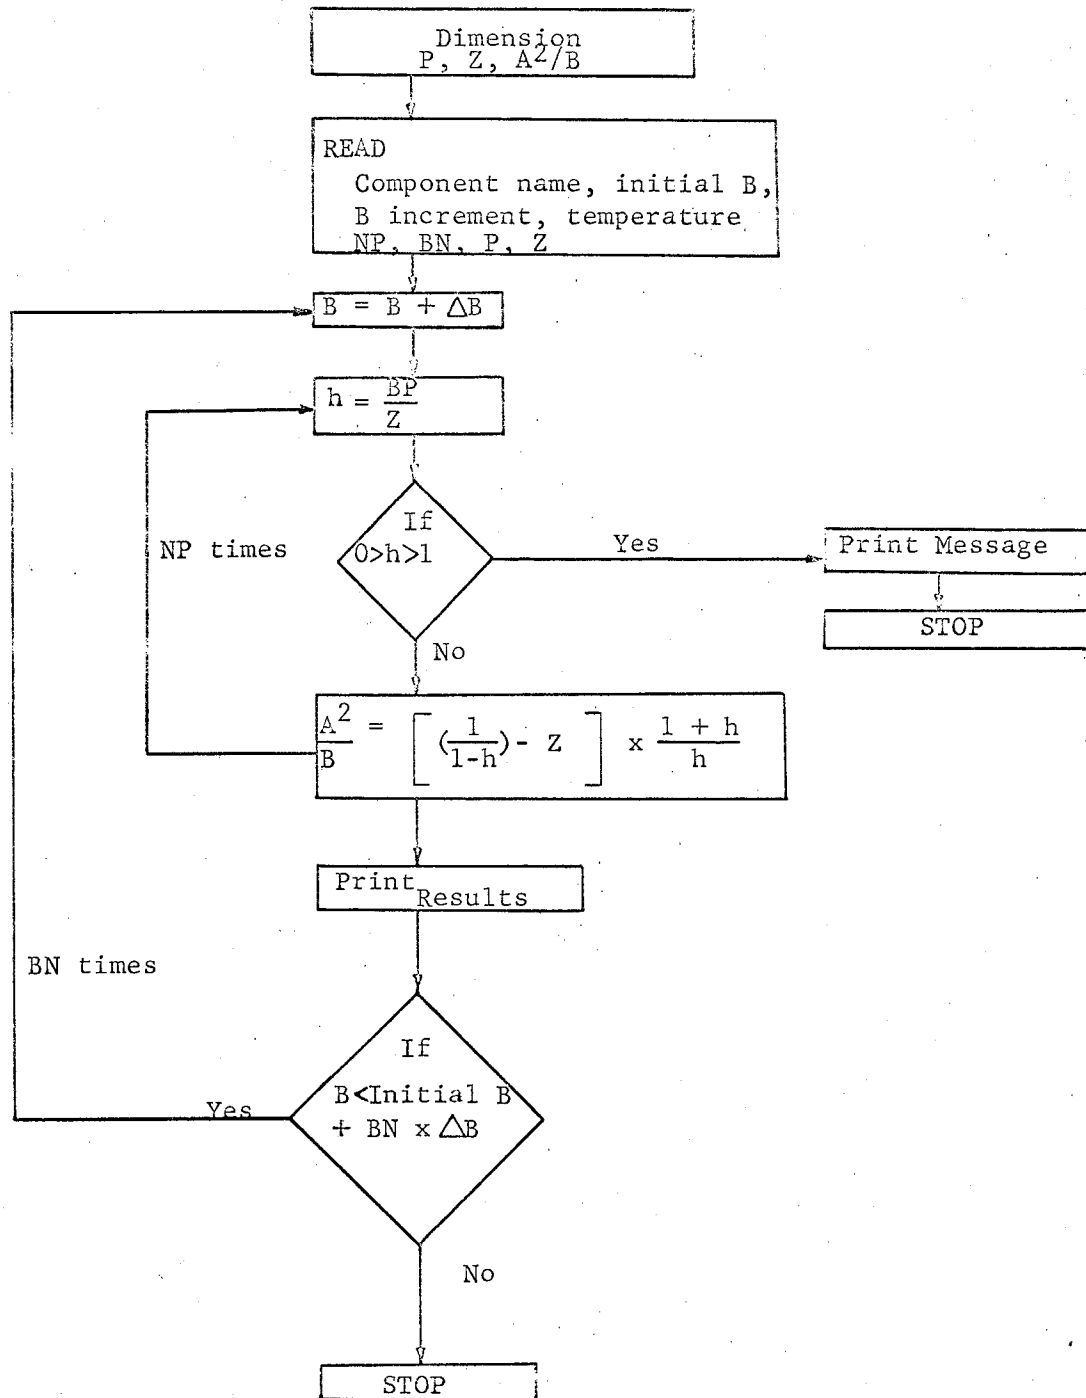 Dimension
P, Z, A²/B
READ
Component name, initial B,
B increment, temperature
NP, BN, P, Z
B = B + △B
h = BP/Z
If
0>h>1
NP times
Yes
Print Message
STOP
No
A²/B = [(1/1-h) - Z] x 1 + h/h
Print Results
BN times
If
B<Initial B
+ BN x △B
Yes
No
STOP